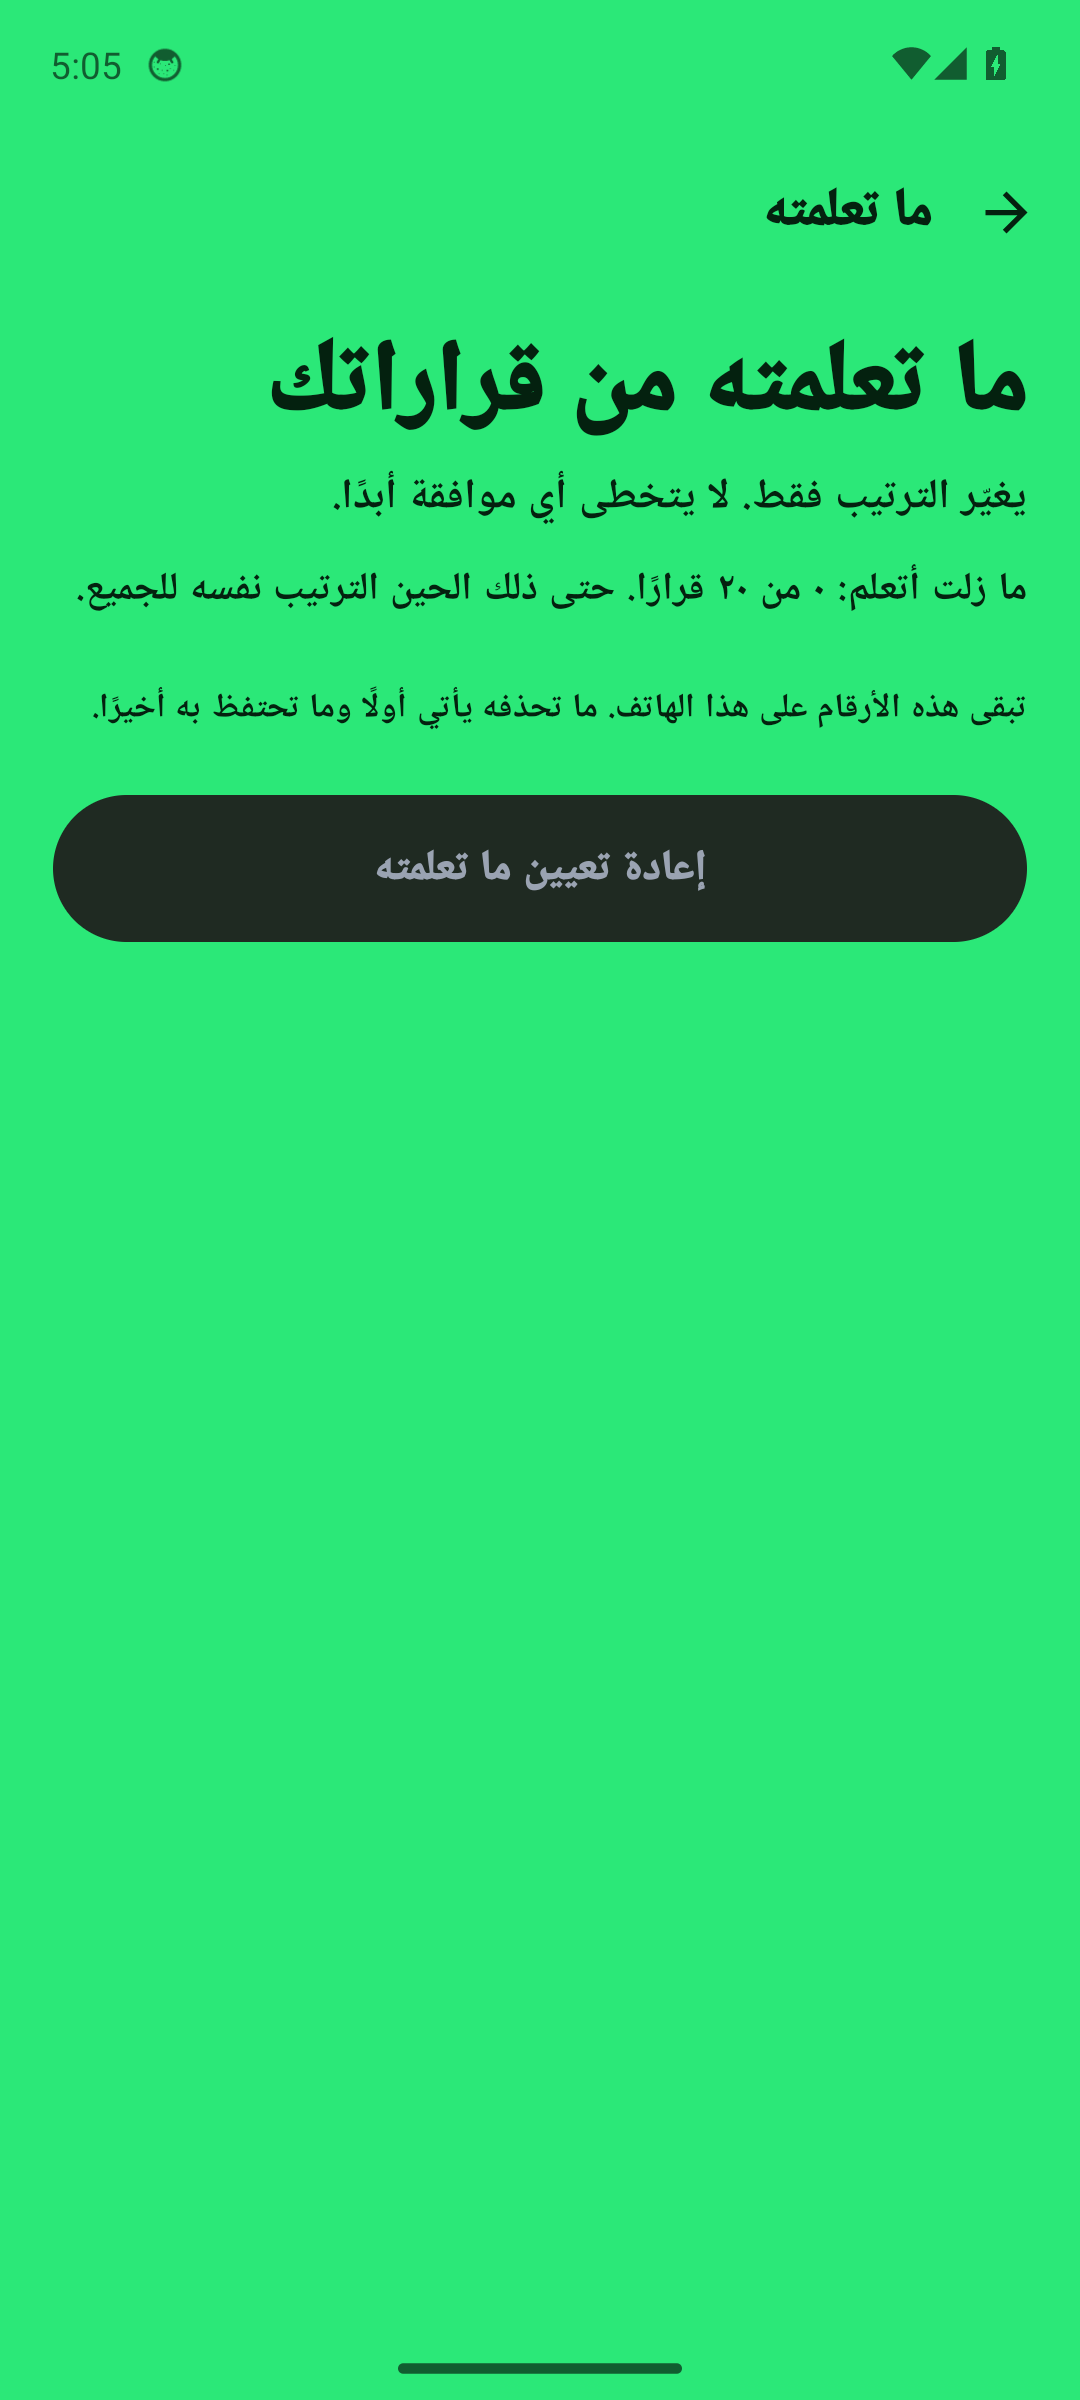 5:05
ما تعلمته
ما تعلمته من قراراتك
يغيّر الترتيب فقط. لا يتخطى أي موافقة أبدًا.
ما زلت أتعلم: ٠ من ٢٠ قرارًا. حتى ذلك الحين الترتيب نفسه للجميع.
تبقى هذه الأرقام على هذا الهاتف. ما تحذفه يأتي أولًا وما تحتفظ به أخيرًا.
إعادة تعيين ما تعلمته